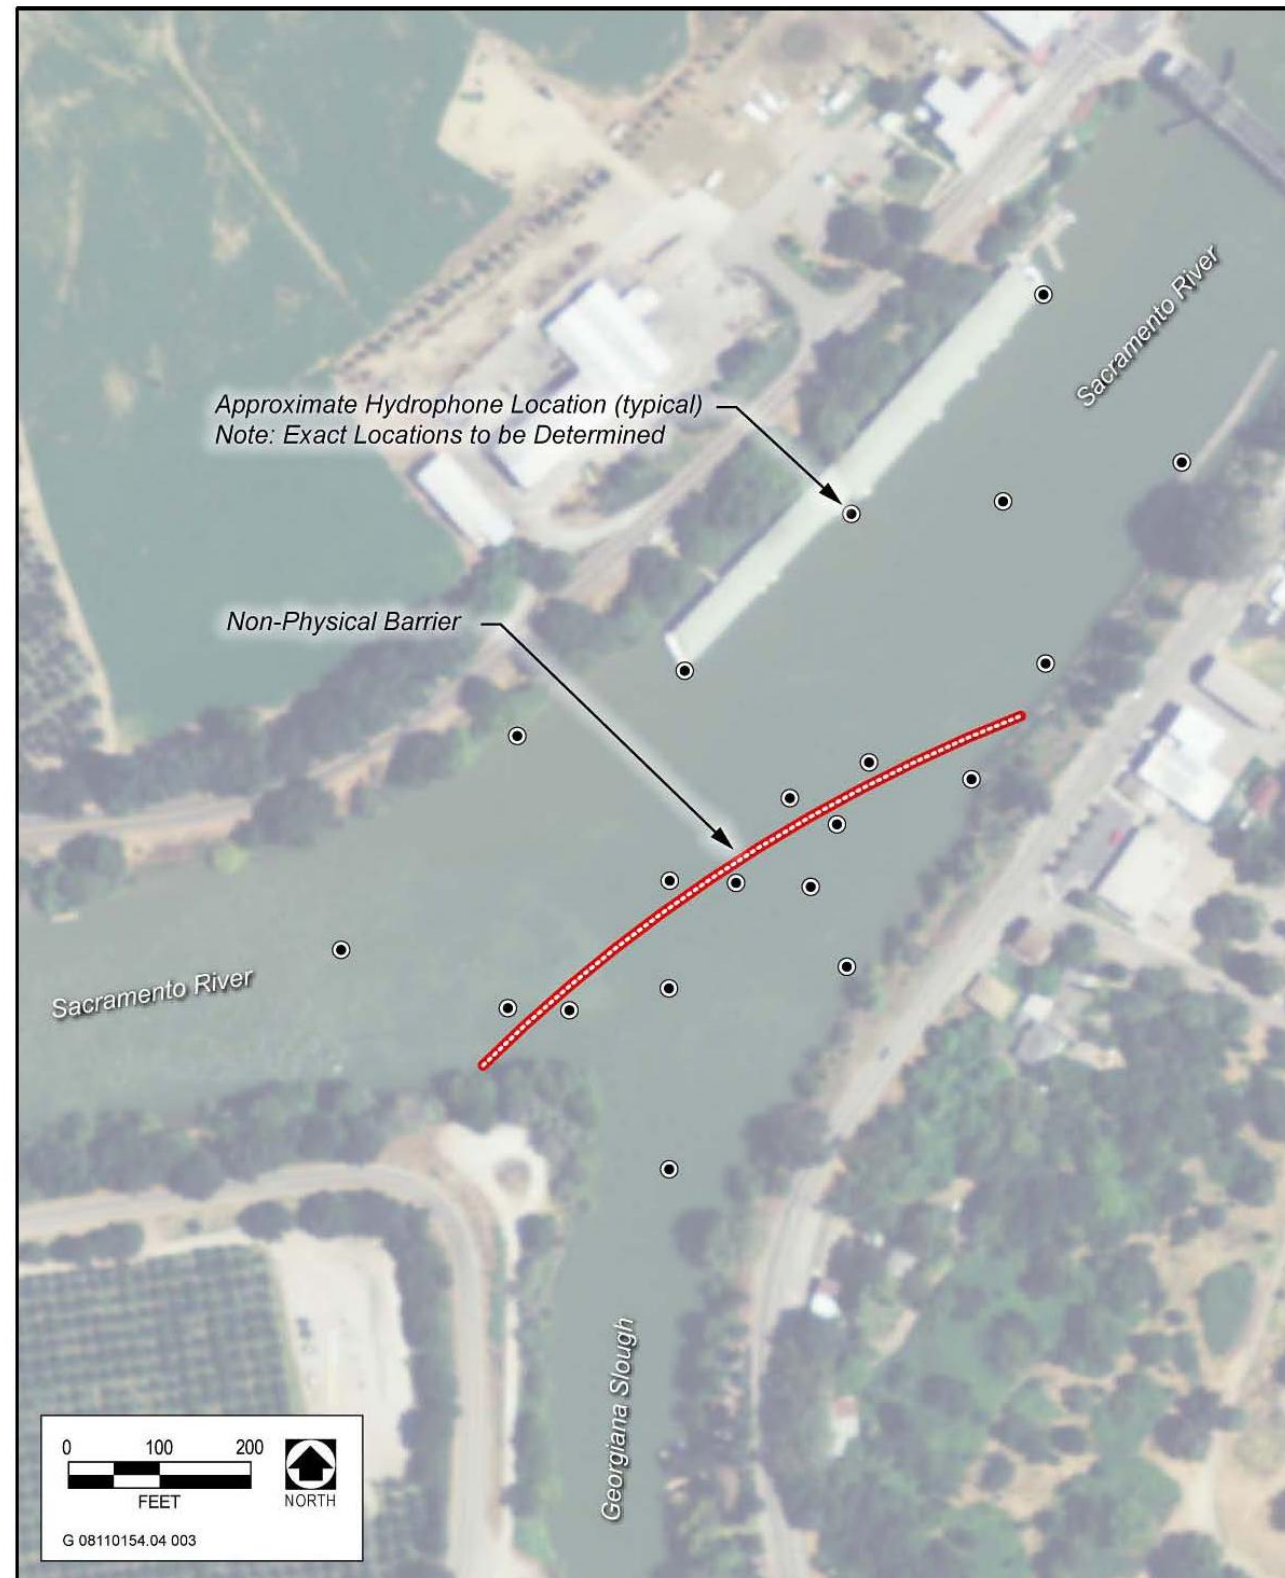 Sacramento River
Approximate Hydrophone Location (typical)
Note: Exact Locations to be Determined
Non-Physical Barrier
Sacramento River
Georgiana Slough
0 100 200
FEET
NORTH
G 08110154.04 003